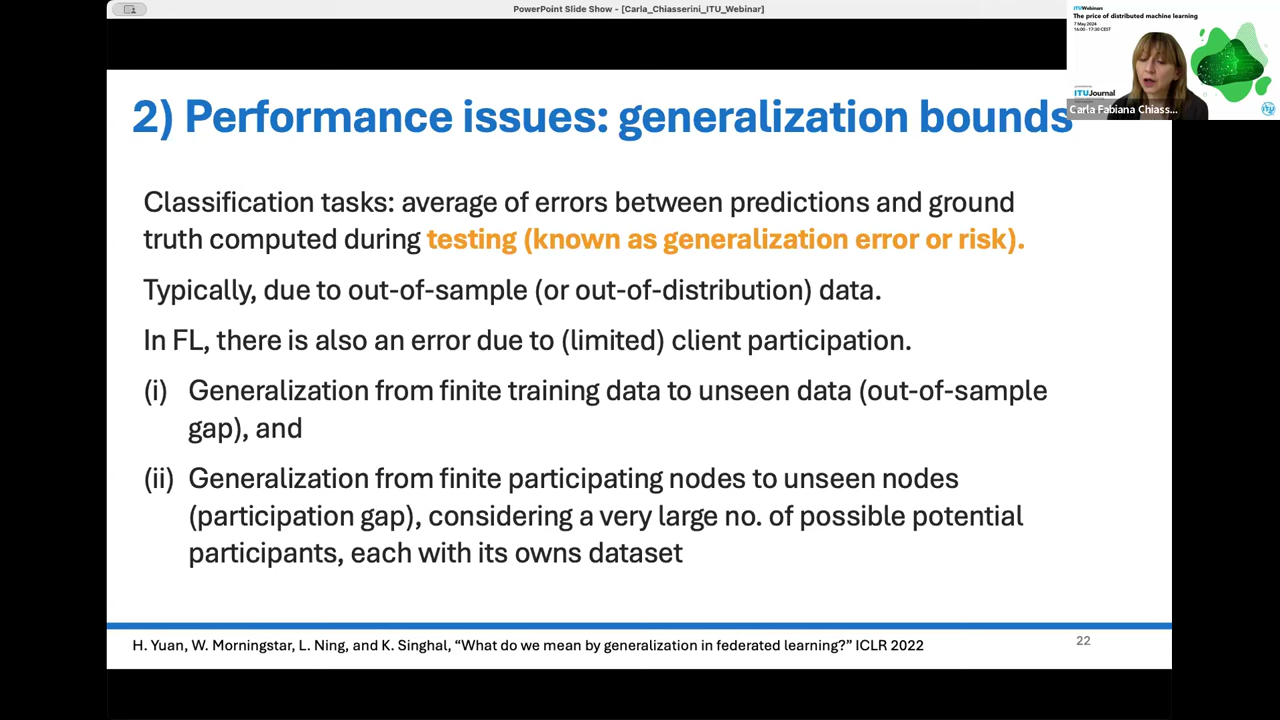 PowerPoint Slide Show - [Carla_Chiasserini_ITU_Webinar]
ITUWebinars
The price of distributed machine learning
7 May 2024
16:00 - 17:30 CEST
ITUJournal
Carla Fabiana Chiass...
2) Performance issues: generalization bounds
Classification tasks: average of errors between predictions and ground
truth computed during testing (known as generalization error or risk).
Typically, due to out-of-sample (or out-of-distribution) data.
In FL, there is also an error due to (limited) client participation.
(i) Generalization from finite training data to unseen data (out-of-sample
gap), and
(ii) Generalization from finite participating nodes to unseen nodes
(participation gap), considering a very large no. of possible potential
participants, each with its owns dataset
H. Yuan, W. Morningstar, L. Ning, and K. Singhal, “What do we mean by generalization in federated learning?” ICLR 2022
22